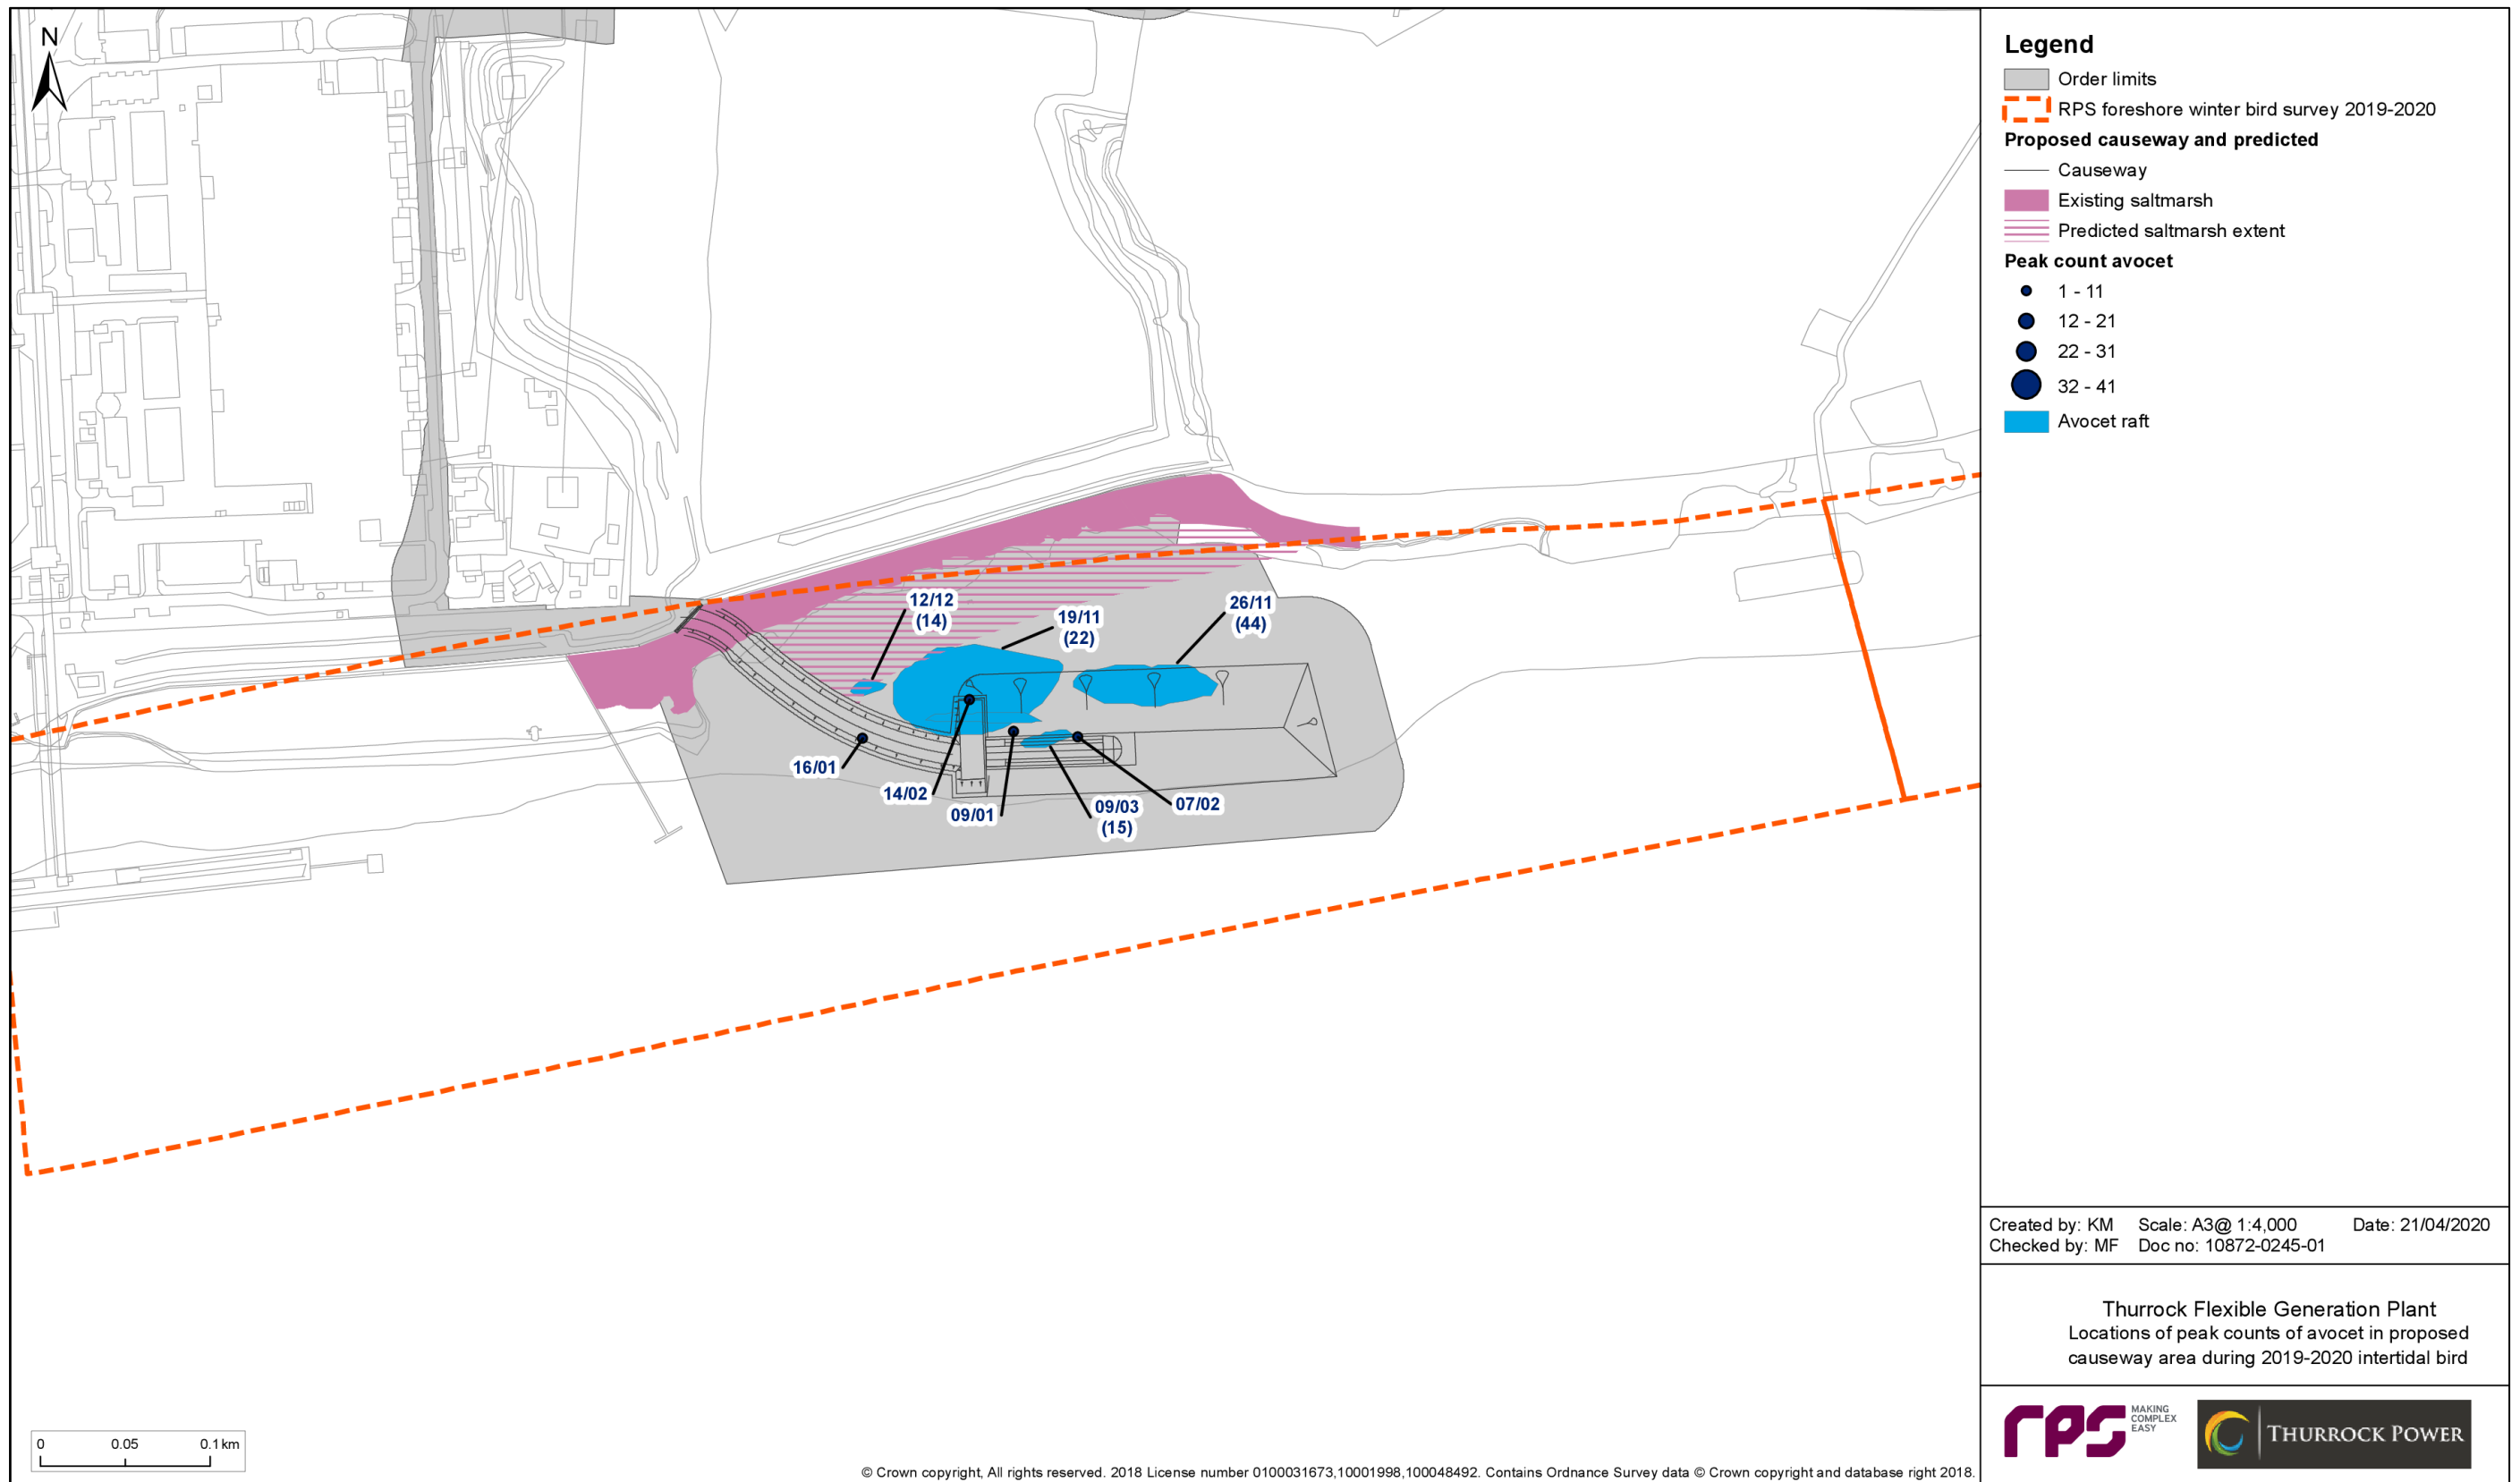 N
12/12
(14)
19/11
(22)
26/11
(44)
16/01
14/02
09/01
09/03
(15)
07/02
0 0.05 0.1 km
© Crown copyright, All rights reserved. 2018 License number 0100031673,10001998,100048492. Contains Ordnance Survey data © Crown copyright and database right 2018.
Legend
Order limits
RPS foreshore winter bird survey 2019-2020
Proposed causeway and predicted
Causeway
Existing saltmarsh
Predicted saltmarsh extent
Peak count avocet
1 - 11
12 - 21
22 - 31
32 - 41
Avocet raft
Created by: KM Scale: A3@ 1:4,000 Date: 21/04/2020
Checked by: MF Doc no: 10872-0245-01
Thurrock Flexible Generation Plant
Locations of peak counts of avocet in proposed
causeway area during 2019-2020 intertidal bird
rps
MAKING
COMPLEX
EASY
THURROCK POWER